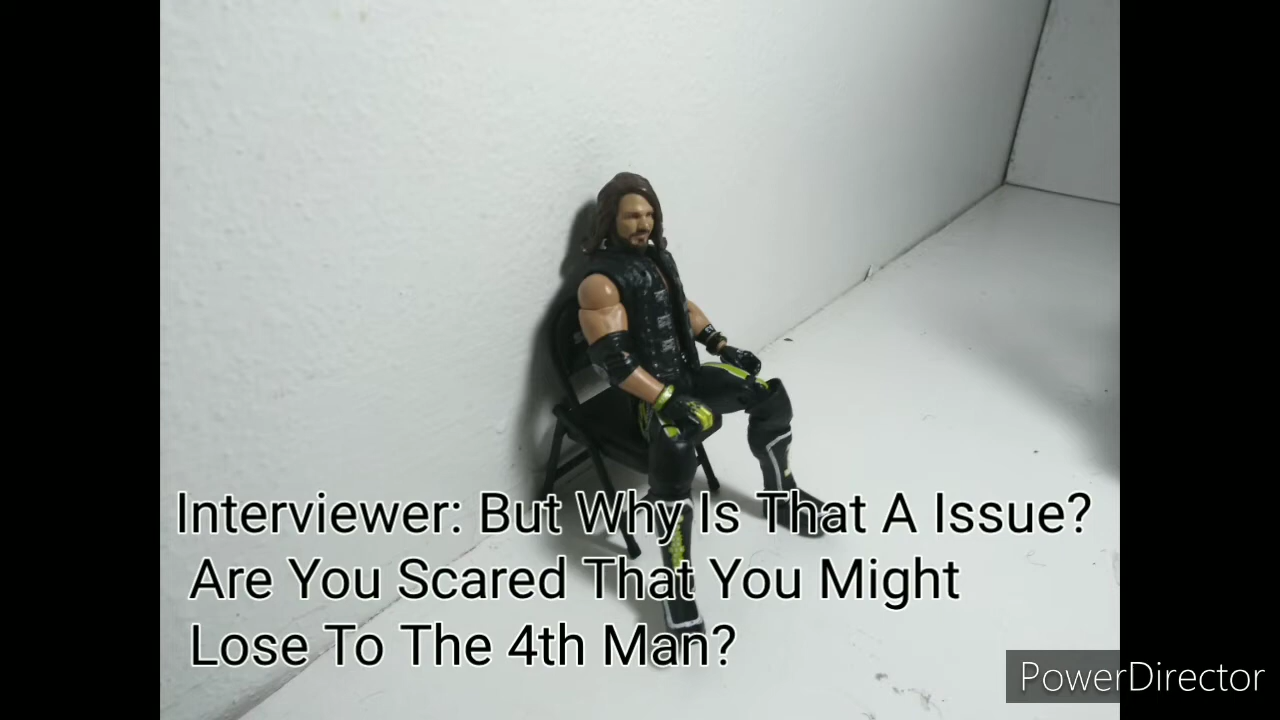 Interviewer: But Why Is That A Issue?
Are You Scared That You Might
Lose To The 4th Man?
PowerDirector